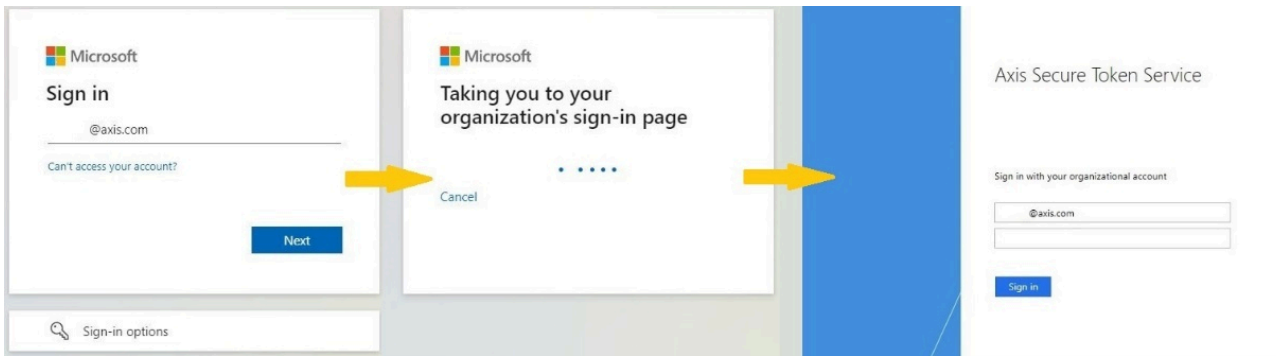 Microsoft
Sign in
@axis.com
Can't access your account?
Next
Sign-in options
Microsoft
Taking you to your
organization's sign-in page
Cancel
Axis Secure Token Service
Sign in with your organizational account
@axis.com
Sign in